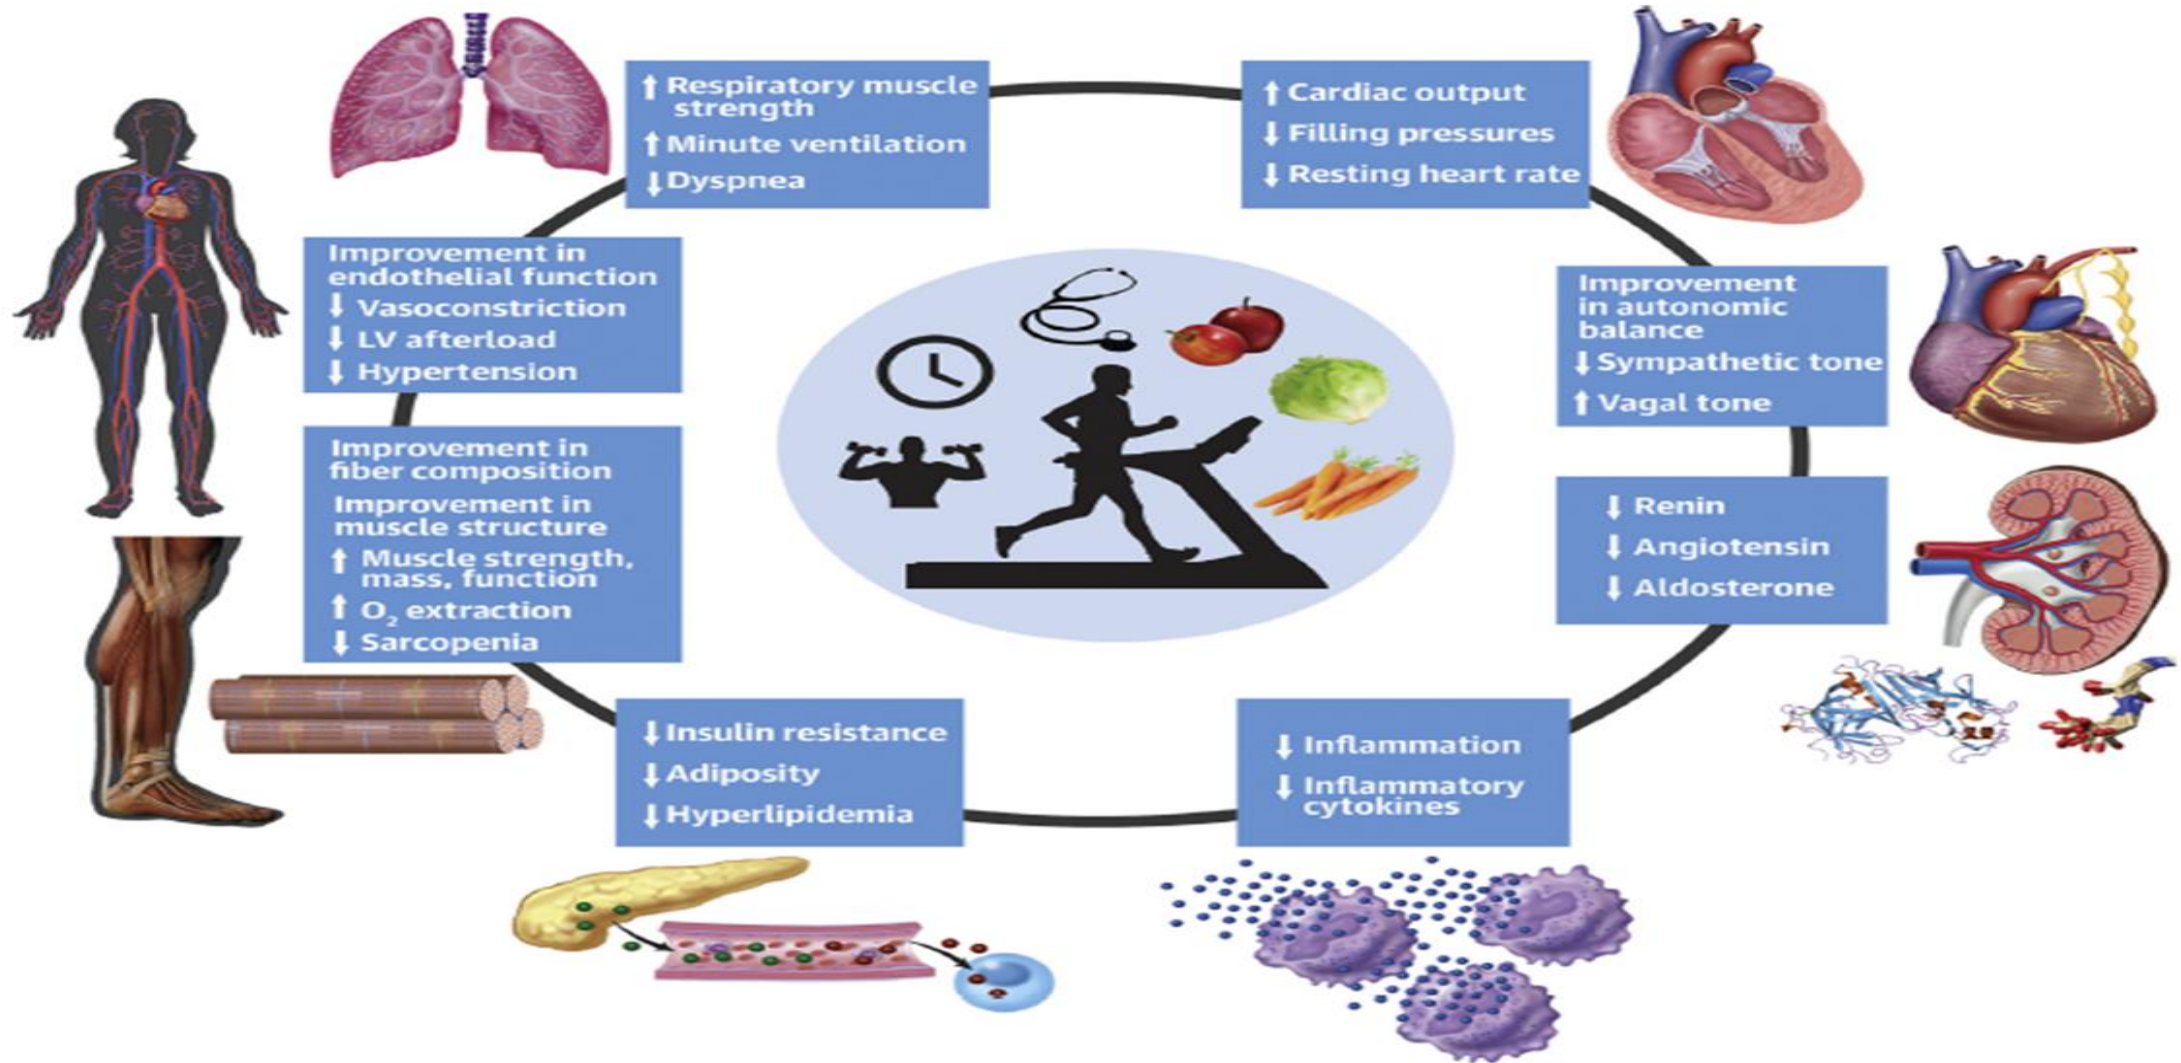 ↑ Respiratory muscle
strength
↑ Minute ventilation
↓ Dyspnea
↑ Cardiac output
↓ Filling pressures
↓ Resting heart rate
Improvement in
endothelial function
↓ Vasoconstriction
↓ LV afterload
↓ Hypertension
Improvement
in autonomic
balance
↓ Sympathetic tone
↑ Vagal tone
Improvement in
fiber composition
Improvement in
muscle structure
↑ Muscle strength,
mass, function
↑ O₂ extraction
↓ Sarcopenia
↓ Renin
↓ Angiotensin
↓ Aldosterone
↓ Insulin resistance
↓ Adiposity
↓ Hyperlipidemia
↓ Inflammation
↓ Inflammatory
cytokines